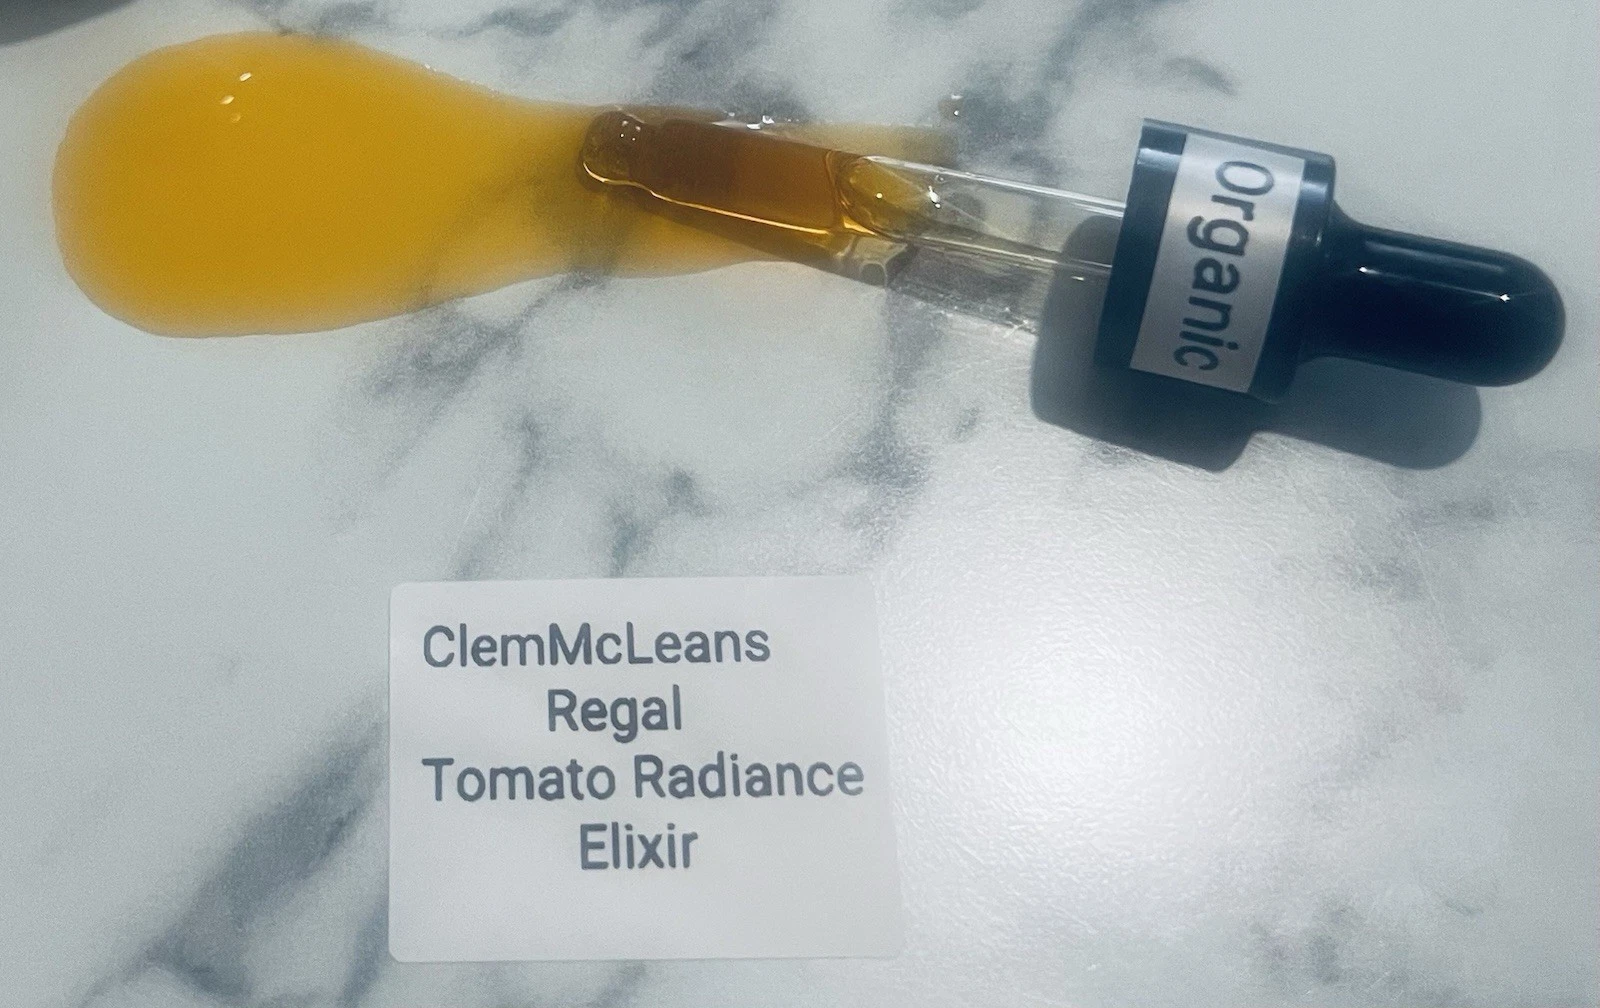 Organic
ClemMcLeans
Regal
Tomato Radiance
Elixir